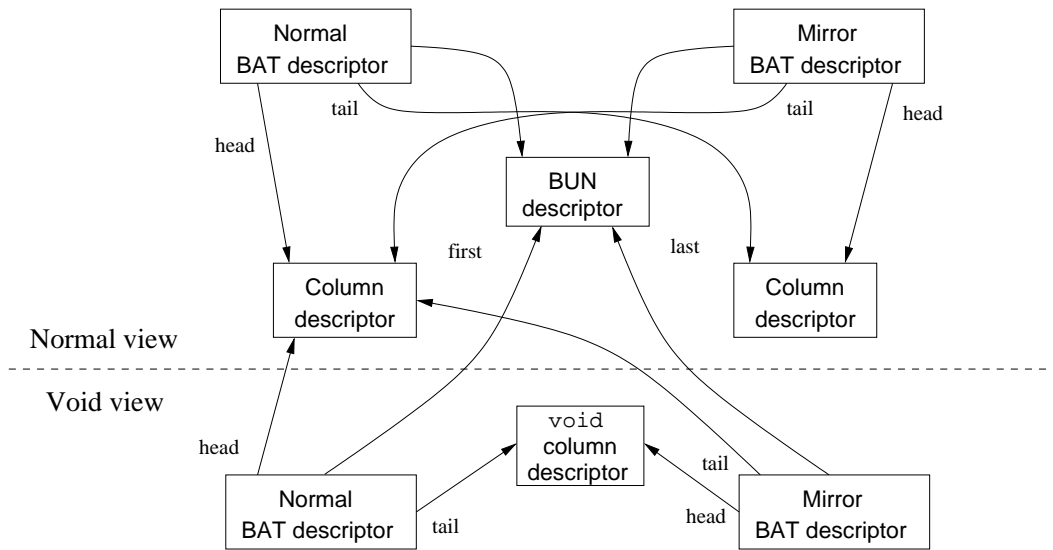 Normal
BAT descriptor
Mirror
BAT descriptor
tail
tail
head
head
BUN
descriptor
first
last
Column
descriptor
Column
descriptor
Normal view
Void view
void
column
descriptor
head
tail
Normal
BAT descriptor
tail
head
Mirror
BAT descriptor